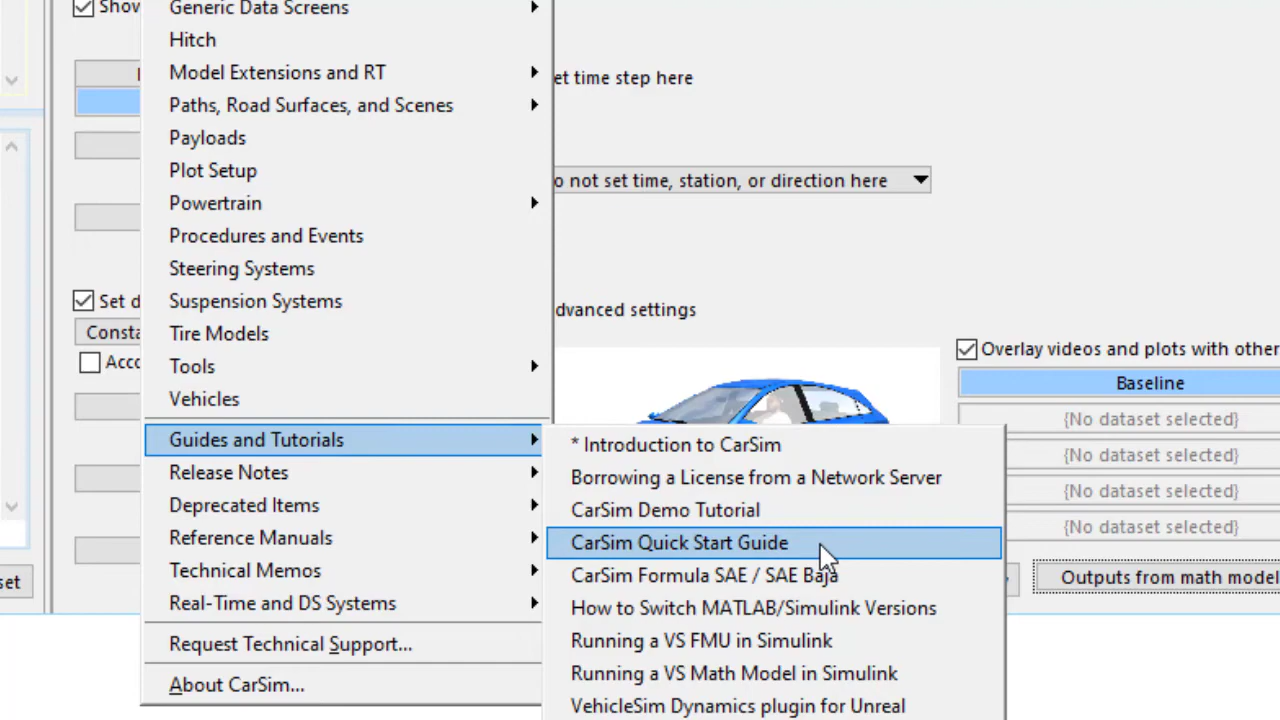 Show
Generic Data Screens
Hitch
Model Extensions and RT
Paths, Road Surfaces, and Scenes
Payloads
Plot Setup
Powertrain
Procedures and Events
Steering Systems
Suspension Systems
Tire Models
Tools
Vehicles
Guides and Tutorials
Release Notes
Deprecated Items
Reference Manuals
Technical Memos
Real-Time and DS Systems
Request Technical Support...
About CarSim...
* Introduction to CarSim
Borrowing a License from a Network Server
CarSim Demo Tutorial
CarSim Quick Start Guide
CarSim Formula SAE / SAE Baja
How to Switch MATLAB/Simulink Versions
Running a VS FMU in Simulink
Running a VS Math Model in Simulink
VehicleSim Dynamics plugin for Unreal
et time step here
o not set time, station, or direction here
Set d
Consta
Acco
dvanced settings
Overlay videos and plots with other
Baseline
{No dataset selected}
{No dataset selected}
{No dataset selected}
{No dataset selected}
set
Outputs from math model